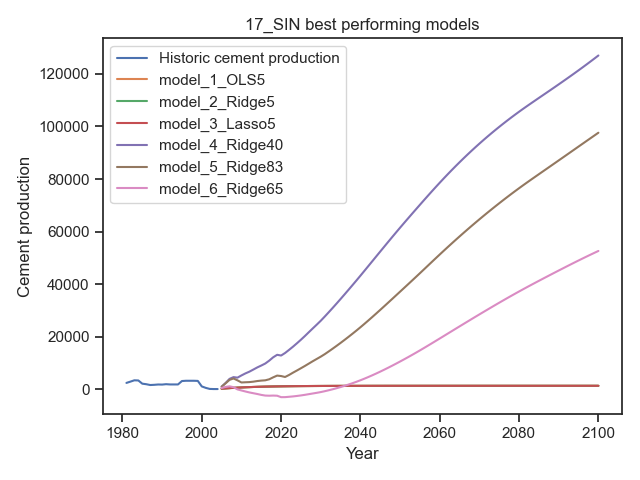 17_SIN best performing models
Historic cement production
model_1_OLS5
model_2_Ridge5
model_3_Lasso5
model_4_Ridge40
model_5_Ridge83
model_6_Ridge65
Cement production
120000
100000
80000
60000
40000
20000
0
1980 2000 2020 2040 2060 2080 2100
Year